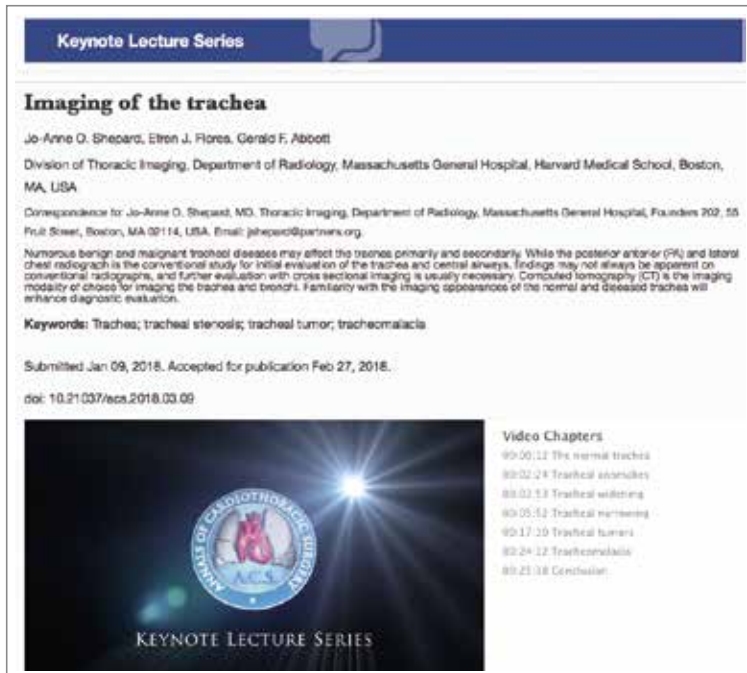 Keynote Lecture Series
Imaging of the trachea
Jo-Anne O. Shepard, Efren J. Flores, Gerald F. Abbott
Division of Thoracic Imaging, Department of Radiology, Massachusetts General Hospital, Harvard Medical School, Boston,
MA, USA
Correspondence to: Jo-Anne O. Shepard, MD. Thoracic Imaging, Department of Radiology, Massachusetts General Hospital, Founders 202, 55
Fruit Street, Boston, MA 02114, USA. Email: jshepard@partners.org.
Numerous benign and malignant tracheal diseases may affect the trachea primarily and secondarily. While the posterior anterior (PA) and lateral
chest radiograph is the conventional study for initial evaluation of the trachea and central airways, findings may not always be apparent on
conventional radiographs, and further evaluation with cross sectional imaging is usually necessary. Computed tomography (CT) is the imaging
modality of choice for imaging the trachea and bronchi. Familiarity with the imaging appearances of the normal and diseased trachea will
enhance diagnostic evaluation.
Keywords: Trachea; tracheal stenosis; tracheal tumor; tracheomalacia
Submitted Jan 09, 2018. Accepted for publication Feb 27, 2018.
doi: 10.21037/acs.2018.03.09
ANNALS OF CARDIOTHORACIC SURGERY
A.C.S.
KEYNOTE LECTURE SERIES
Video Chapters
00:00:12 The normal trachea
00:02:24 Tracheal anomalies
00:02:53 Tracheal widening
00:05:52 Tracheal narrowing
00:17:10 Tracheal tumors
00:24:12 Tracheomalacia
Conclusion